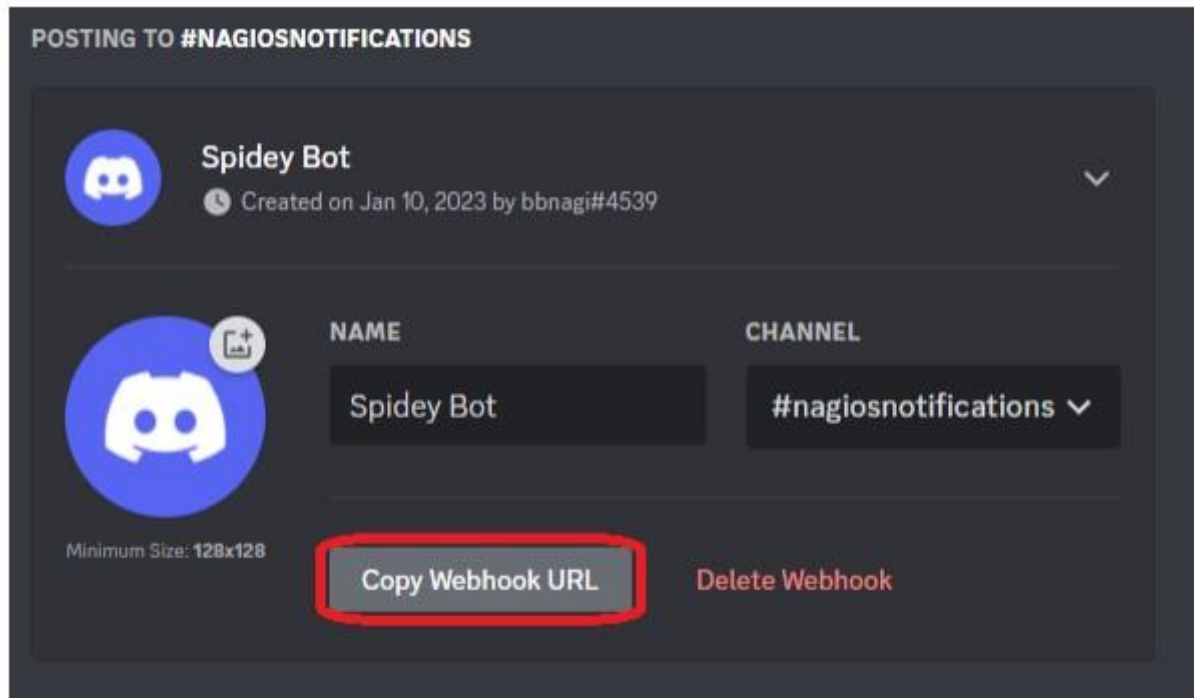 POSTING TO #NAGIOSNOTIFICATIONS
Spidey Bot
Created on Jan 10, 2023 by bbnagi#4539
NAME
CHANNEL
Spidey Bot
#nagiosnotifications
Minimum Size: 128x128
Copy Webhook URL
Delete Webhook